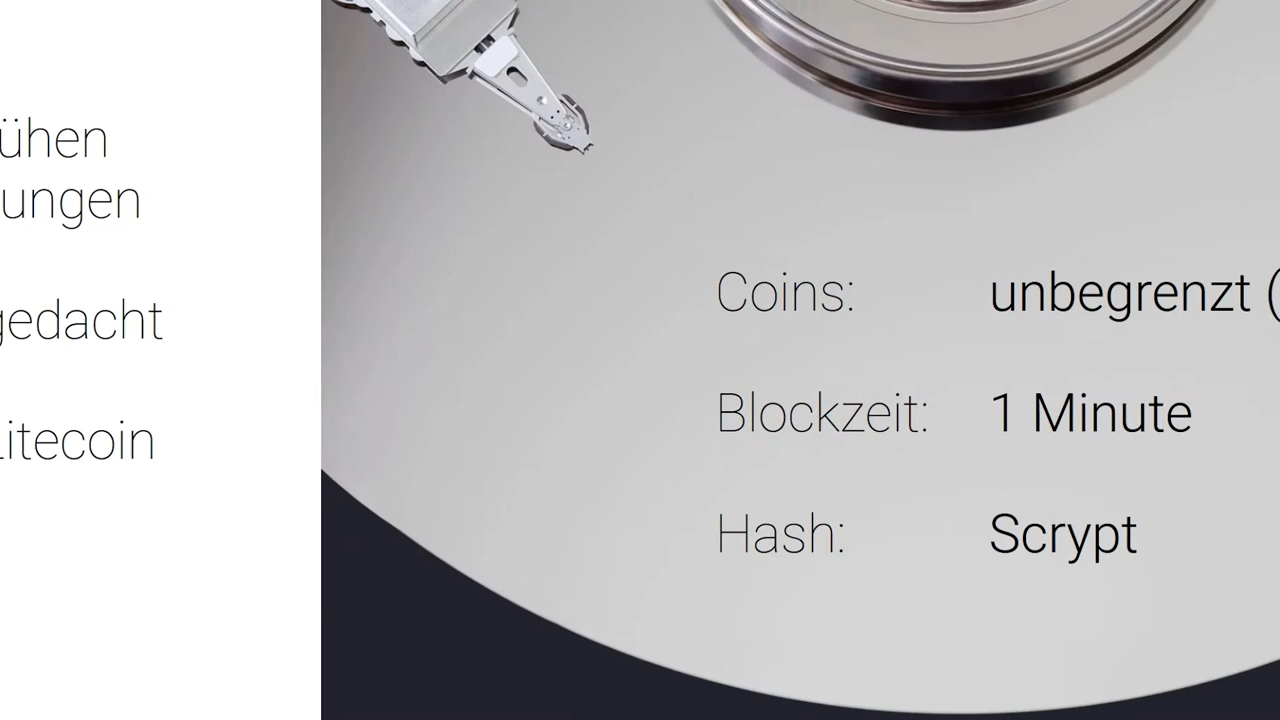 ühen
ungen
gedacht
Litecoin
Coins: unbegrenzt (
Blockzeit: 1 Minute
Hash: Scrypt